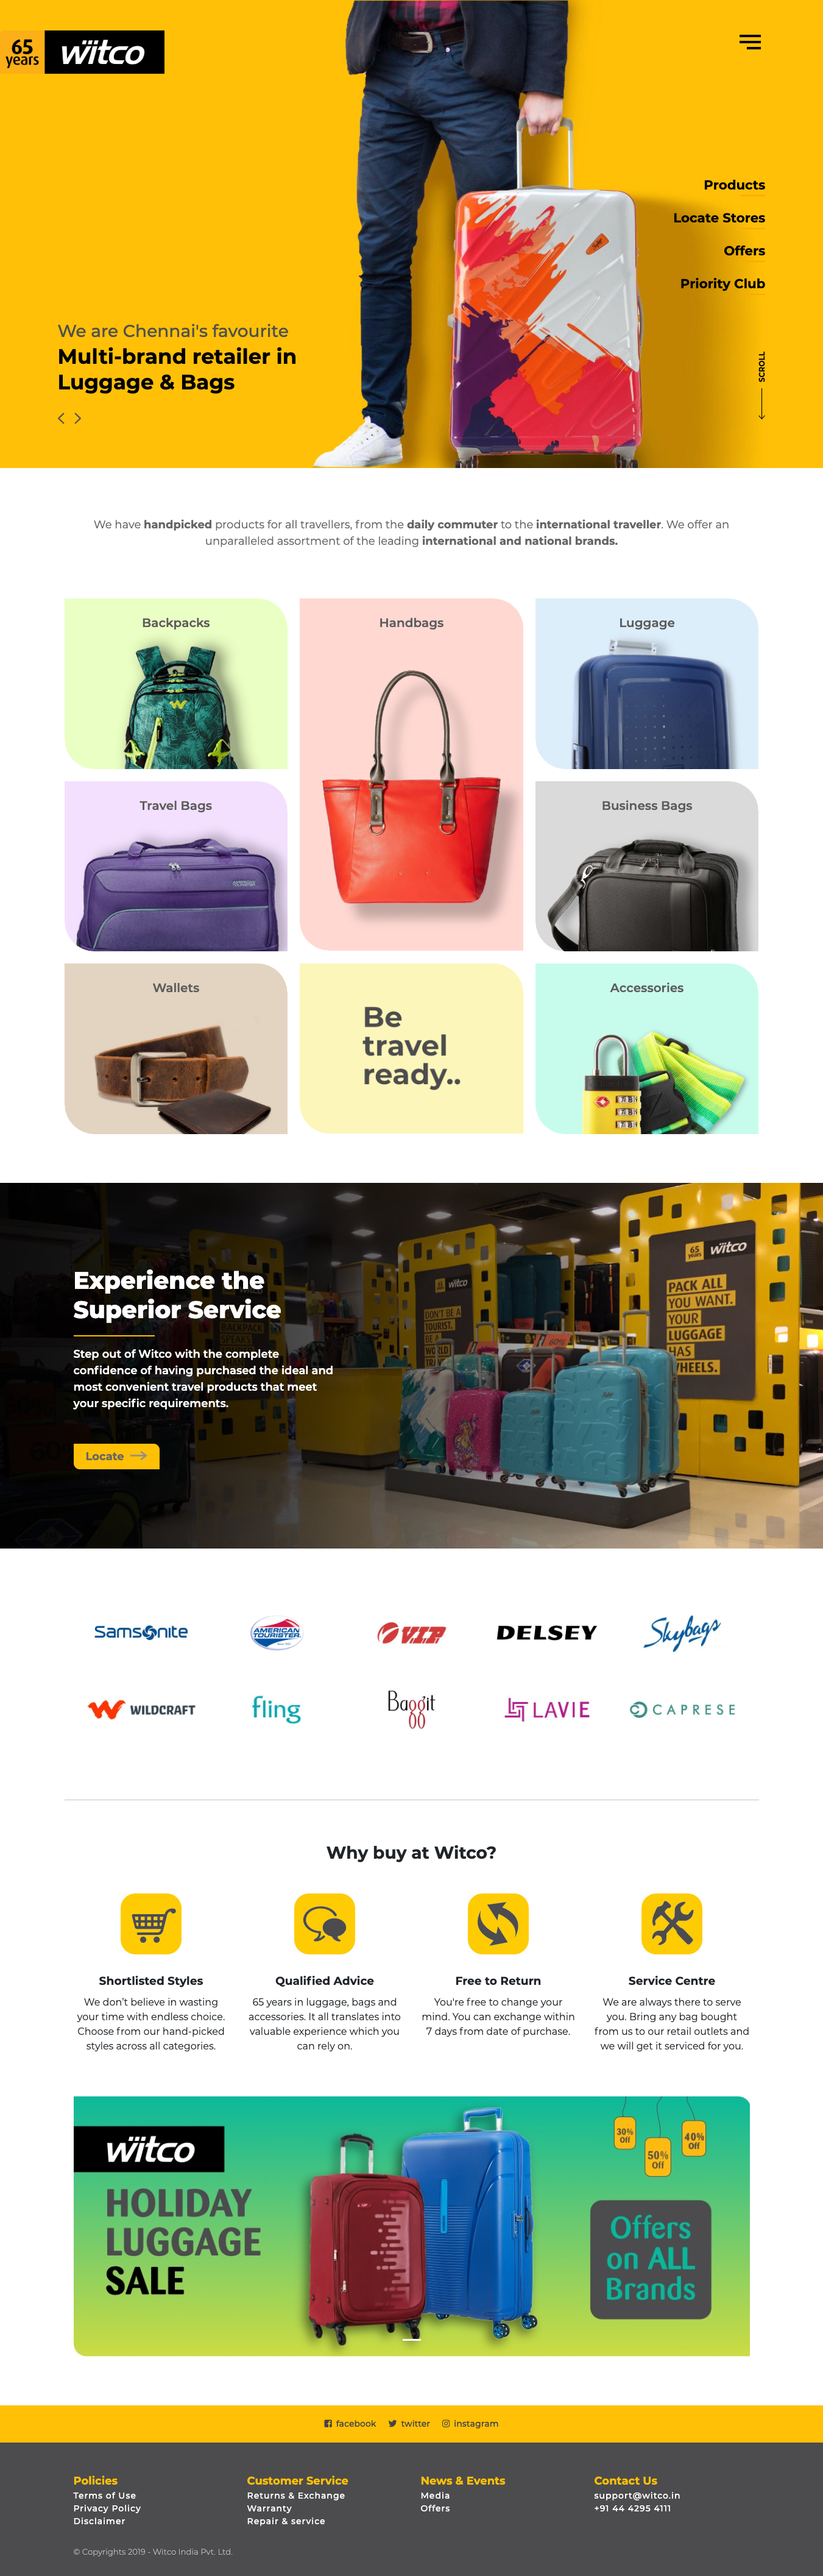 65
years
witco
Products
Locate Stores
Offers
Priority Club
We are Chennai's favourite
Multi-brand retailer in
Luggage & Bags
SCROLL
We have handpicked products for all travellers, from the daily commuter to the international traveller. We offer an
unparalleled assortment of the leading international and national brands.
Backpacks
Handbags
Luggage
Travel Bags
Business Bags
Wallets
Be
travel
ready..
Accessories
Experience the
Superior Service
Step out of Witco with the complete
confidence of having purchased the ideal and
most convenient travel products that meet
your specific requirements.
Locate
65
years
witco
PACK ALL
YOU WANT.
YOUR
LUGGAGE
HAS
WHEELS.
witco
DON'T BE A
TOURIST.
BE A
WORLD
Samsonite
AMERICAN
TOURISTER
V.I.P
DELSEY
Skybags
WILDCRAFT
fling
Baggit
LAVIE
CAPRESE
Why buy at Witco?
Shortlisted Styles
We don't believe in wasting
your time with endless choice.
Choose from our hand-picked
styles across all categories.
Qualified Advice
65 years in luggage, bags and
accessories. It all translates into
valuable experience which you
can rely on.
Free to Return
You're free to change your
mind. You can exchange within
7 days from date of purchase.
Service Centre
We are always there to serve
you. Bring any bag bought
from us to our retail outlets and
we will get it serviced for you.
witco
HOLIDAY
LUGGAGE
SALE
30%
Off
50%
Off
40%
Off
Offers
on ALL
Brands
facebook
twitter
instagram
Policies
Terms of Use
Privacy Policy
Disclaimer
Customer Service
Returns & Exchange
Warranty
Repair & service
News & Events
Media
Offers
Contact Us
support@witco.in
+91 44 4295 4111
© Copyrights 2019 - Witco India Pvt. Ltd.